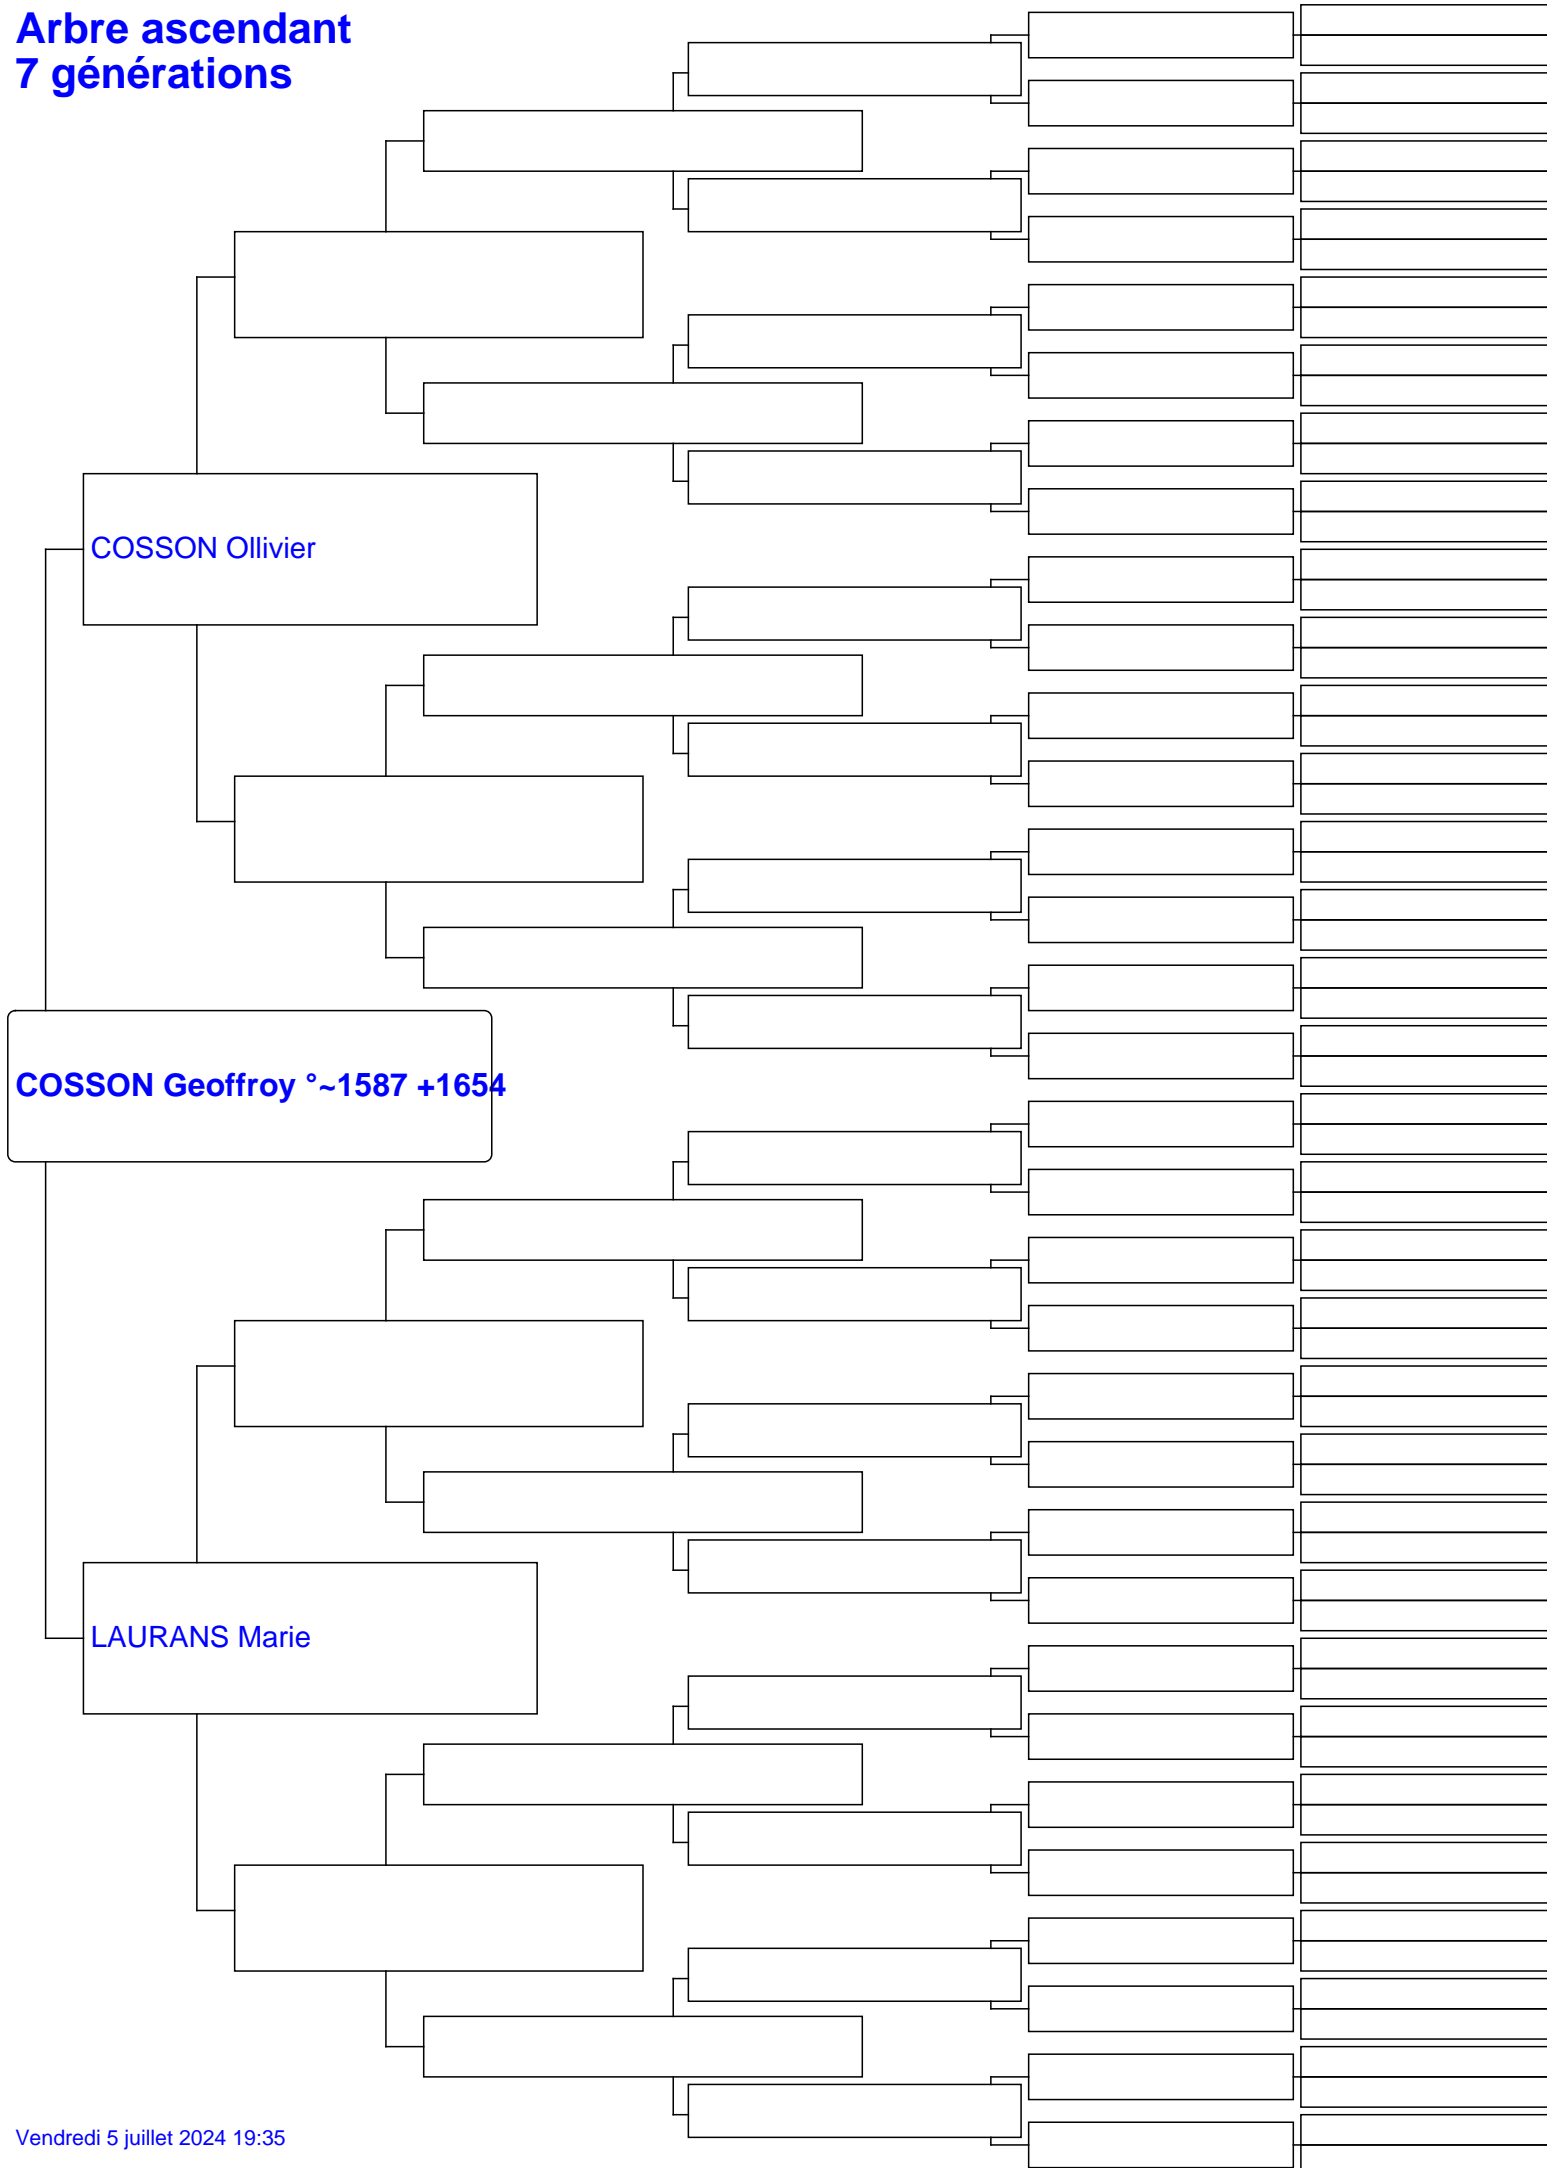 Arbre ascendant
7 générations
COSSON Ollivier
COSSON Geoffroy °~1587 +1654
LAURANS Marie
Vendredi 5 juillet 2024 19:35